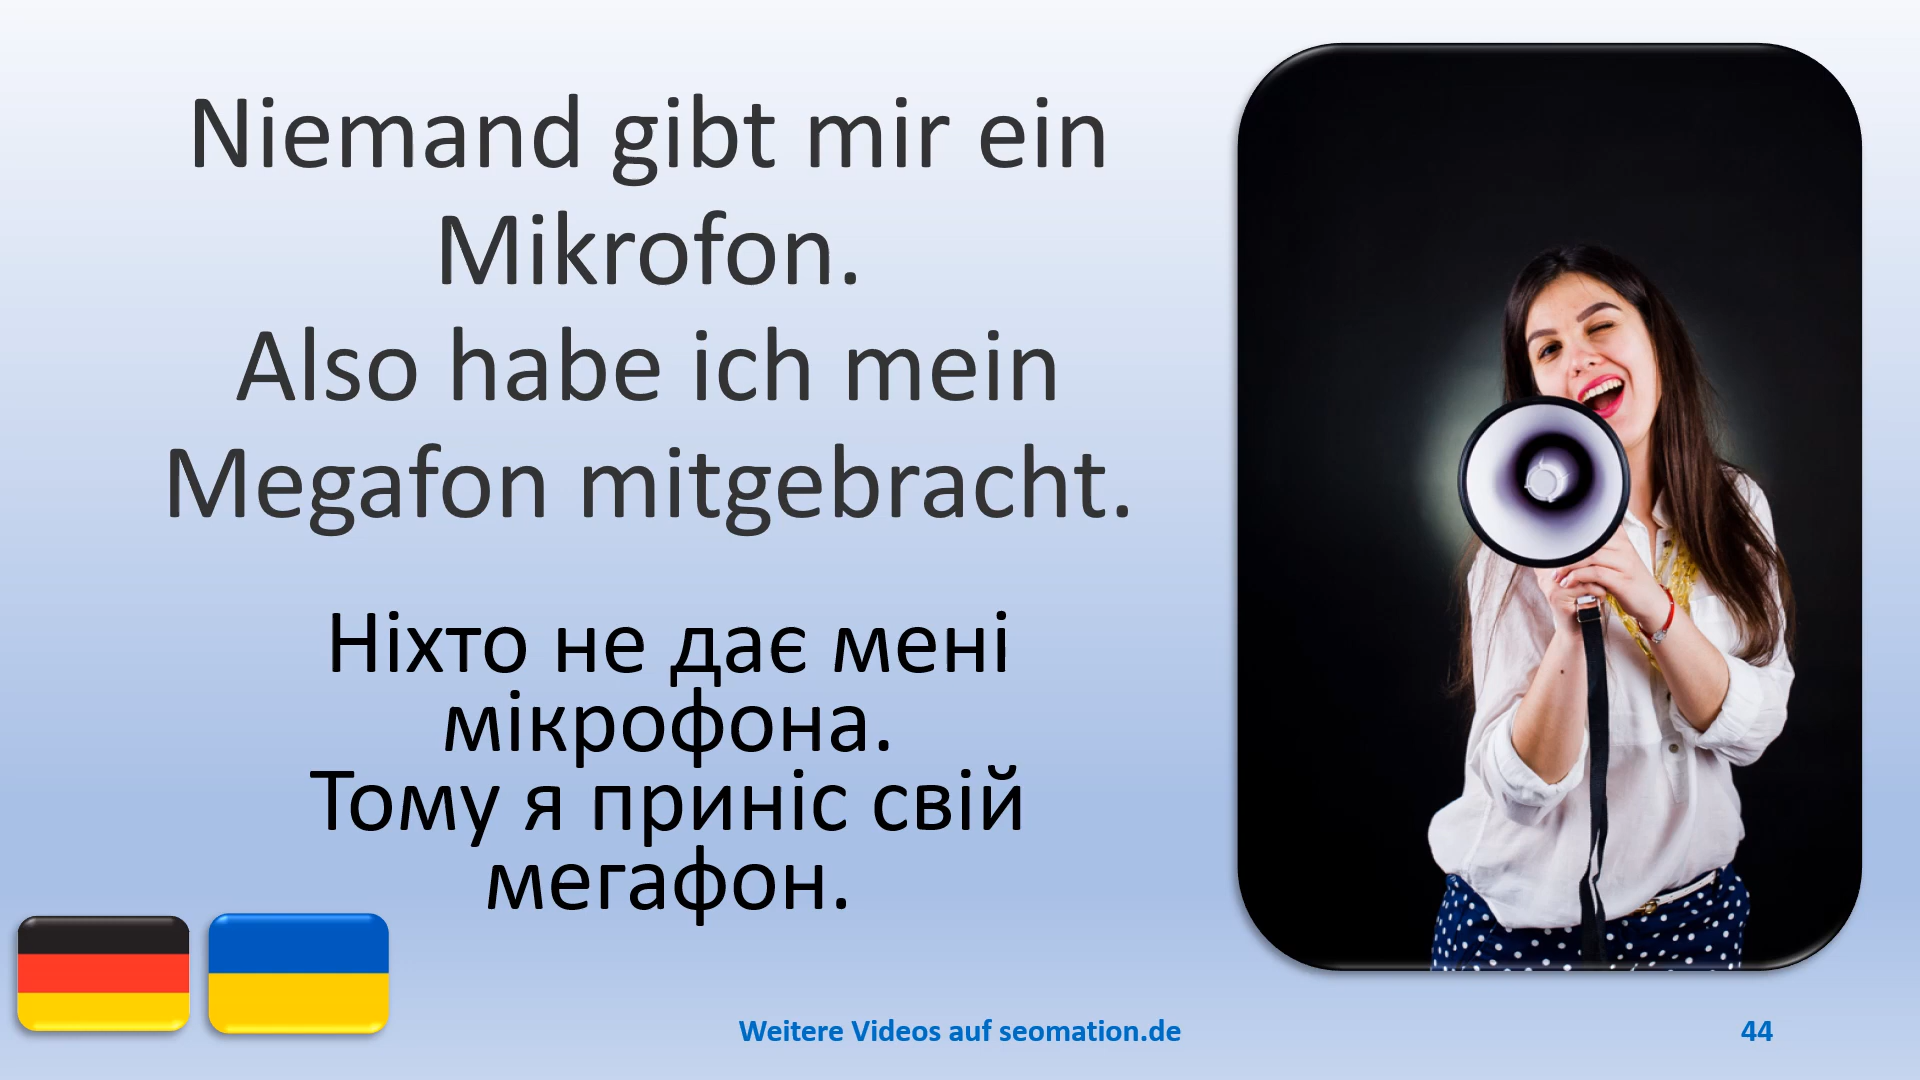 Niemand gibt mir ein
Mikrofon.
Also habe ich mein
Megafon mitgebracht.
Ніхто не дає мені
мікрофона.
Тому я приніс свій
мегафон.
Weitere Videos auf seomation.de
44